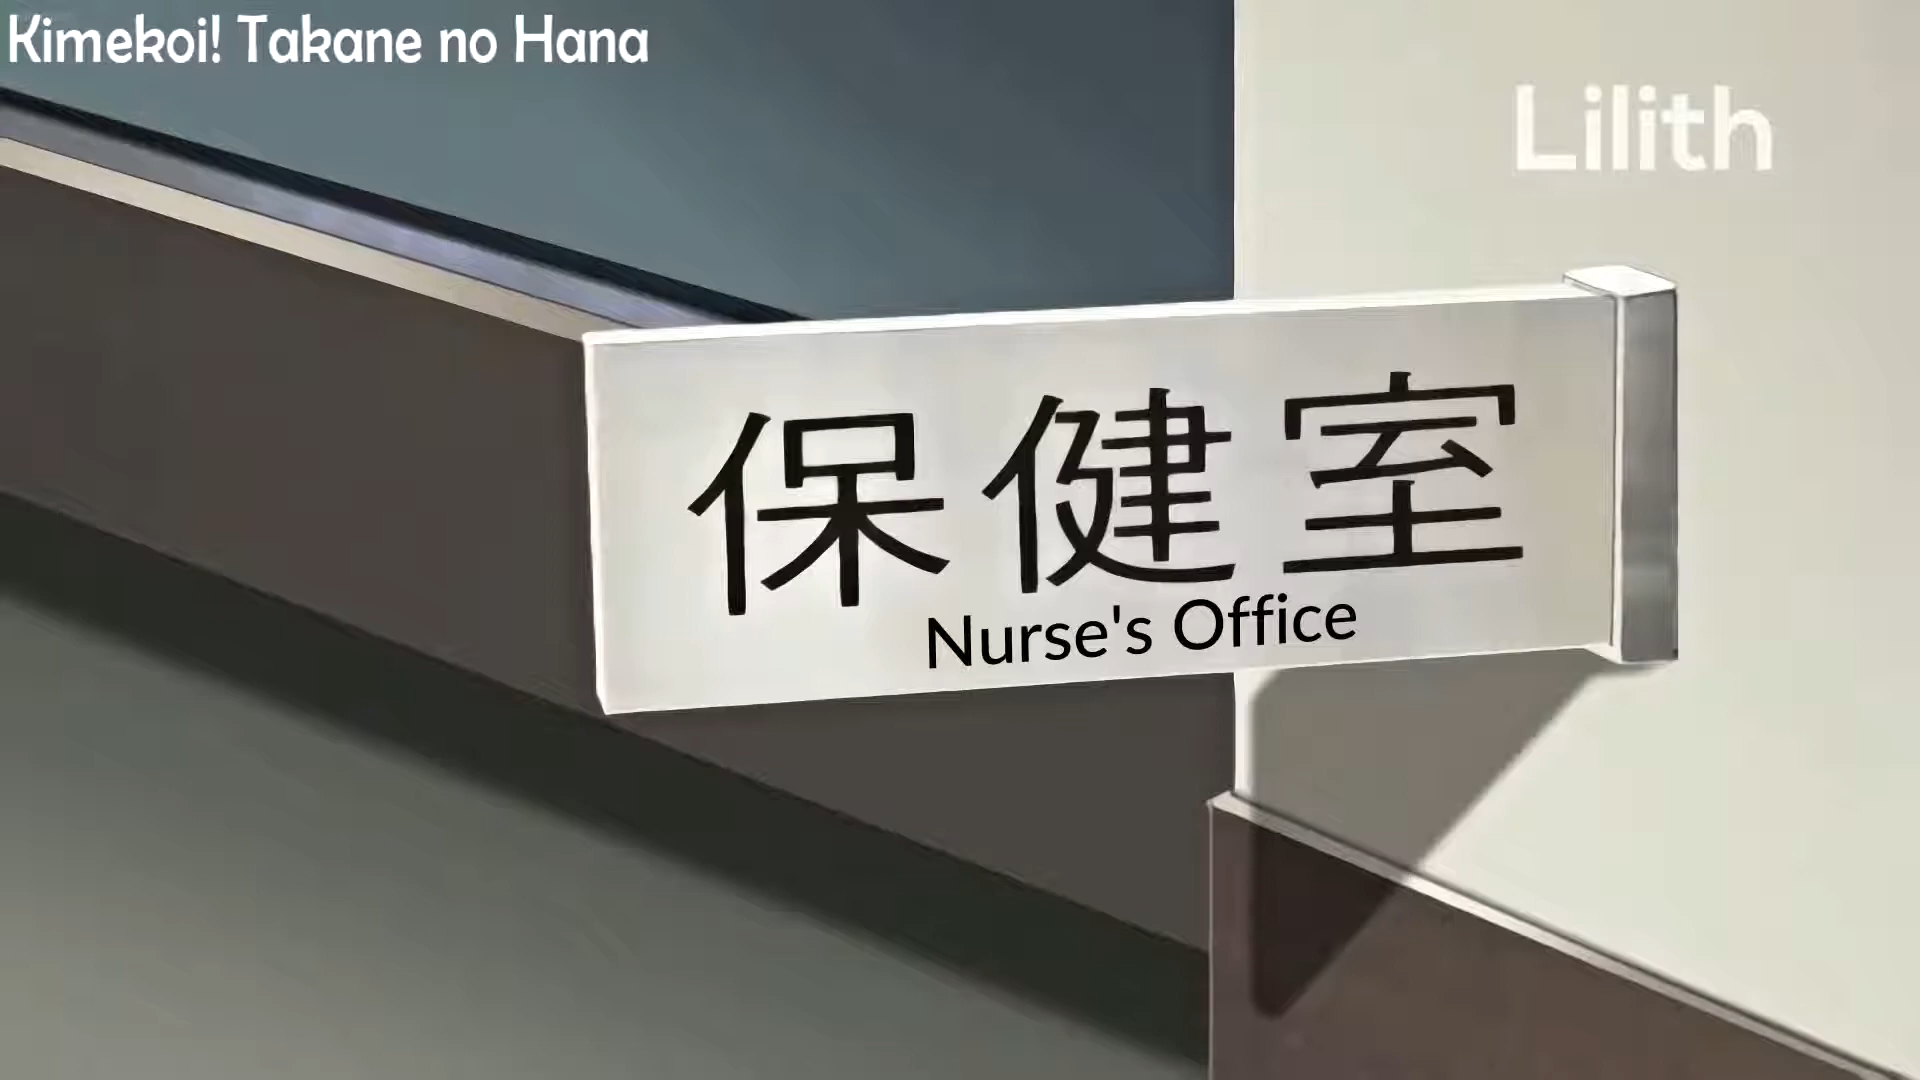 Kimekoi! Takane no Hana
Lilith
保健室
Nurse's Office